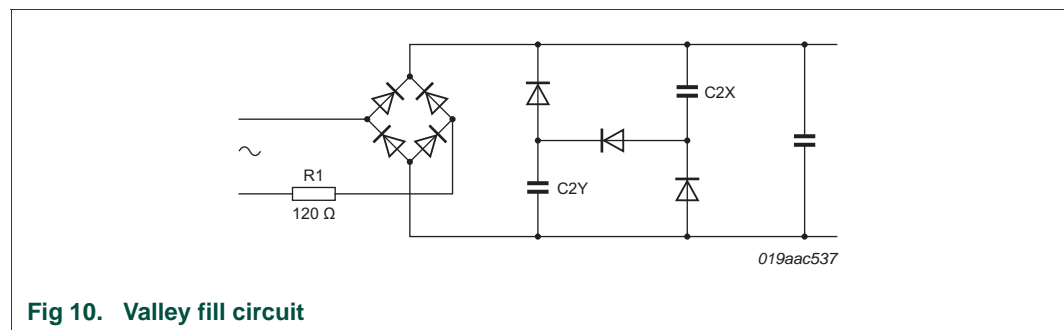 C2X
R1
120 Ω
C2Y
019aac537
Fig 10. Valley fill circuit